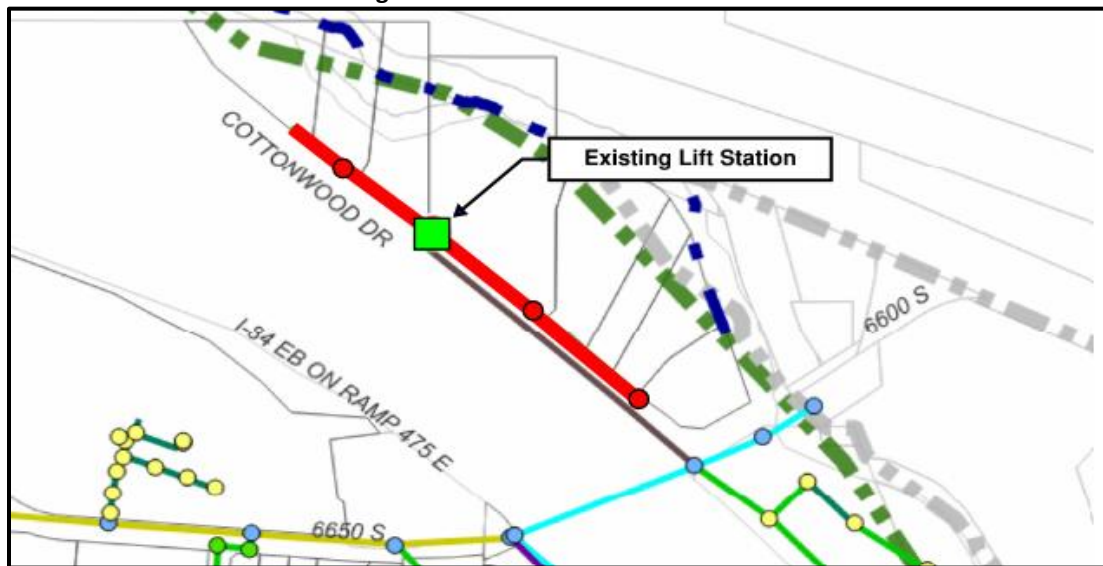 COTTONWOOD DR
Existing Lift Station
6600 S
I-84 EB ON RAMP 475 E
6650 S